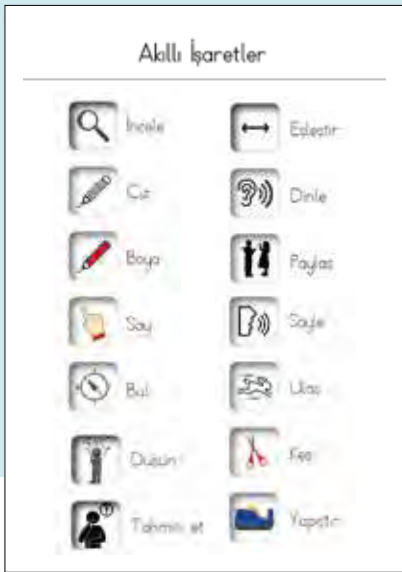 Akıllı İşaretler
İncele
Çiz
Boya
Say
Bul
Düşün
Tahmin et
Eşleştir
Dinle
Paylaş
Söyle
Ulaş
Kes
Yapıştır